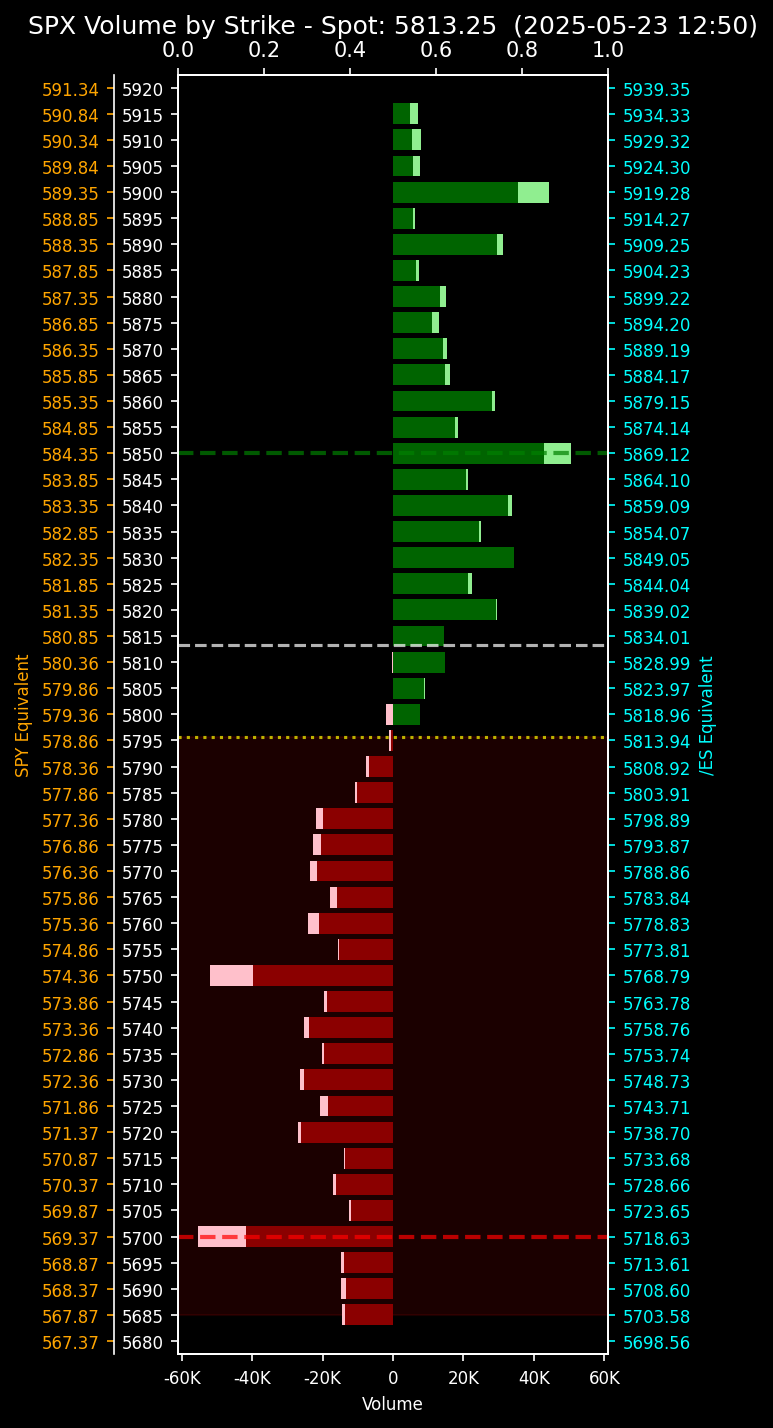 SPX Volume by Strike - Spot: 5813.25  (2025-05-23 12:50)
0.0 0.2 0.4 0.6 0.8 1.0
591.34 5920 5939.35
590.84 5915 5934.33
590.34 5910 5929.32
589.84 5905 5924.30
589.35 5900 5919.28
588.85 5895 5914.27
588.35 5890 5909.25
587.85 5885 5904.23
587.35 5880 5899.22
586.85 5875 5894.20
586.35 5870 5889.19
585.85 5865 5884.17
585.35 5860 5879.15
584.85 5855 5874.14
584.35 5850 5869.12
583.85 5845 5864.10
583.35 5840 5859.09
582.85 5835 5854.07
582.35 5830 5849.05
581.85 5825 5844.04
581.35 5820 5839.02
580.85 5815 5834.01
580.36 5810 5828.99
579.86 5805 5823.97
579.36 5800 5818.96
578.86 5795 5813.94
578.36 5790 5808.92
577.86 5785 5803.91
577.36 5780 5798.89
576.86 5775 5793.87
576.36 5770 5788.86
575.86 5765 5783.84
575.36 5760 5778.83
574.86 5755 5773.81
574.36 5750 5768.79
573.86 5745 5763.78
573.36 5740 5758.76
572.86 5735 5753.74
572.36 5730 5748.73
571.86 5725 5743.71
571.37 5720 5738.70
570.87 5715 5733.68
570.37 5710 5728.66
569.87 5705 5723.65
569.37 5700 5718.63
568.87 5695 5713.61
568.37 5690 5708.60
567.87 5685 5703.58
567.37 5680 5698.56
SPY Equivalent
/ES Equivalent
-60K -40K -20K 0 20K 40K 60K
Volume